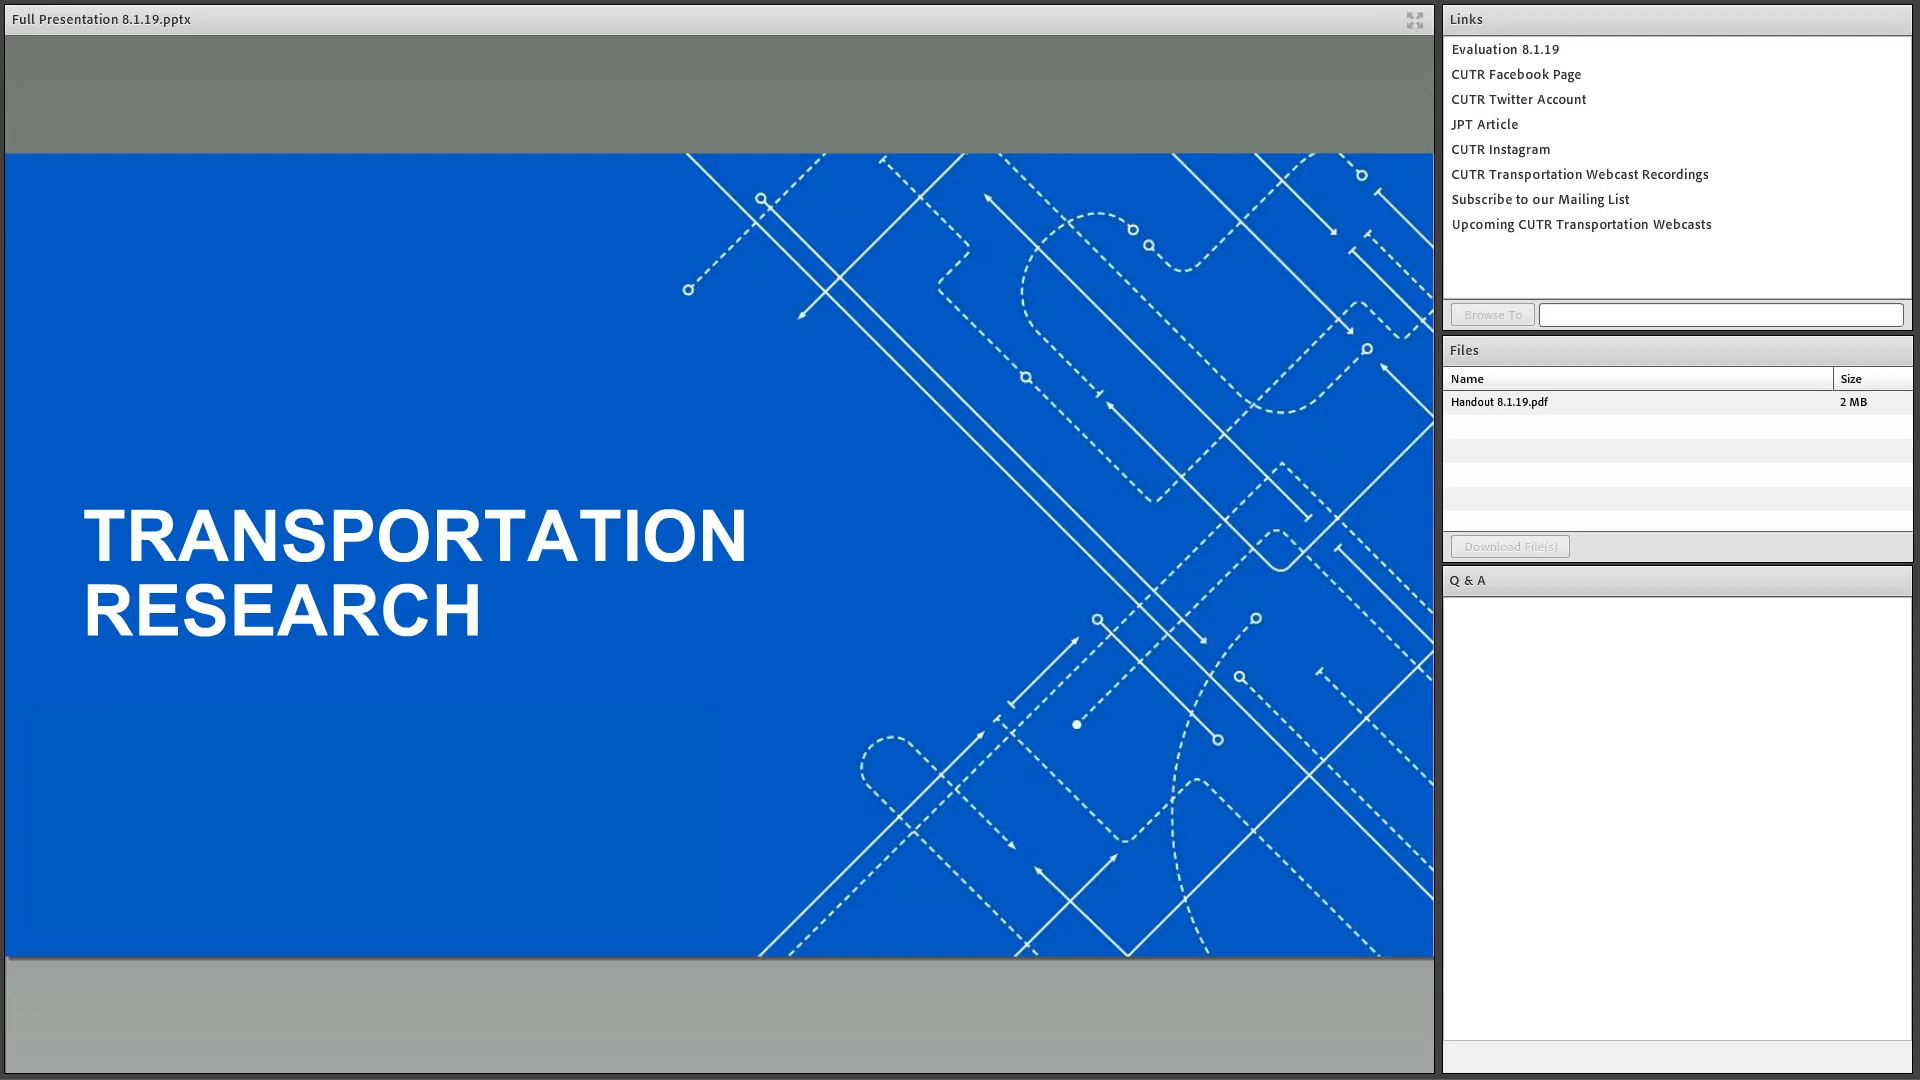 Full Presentation 8.1.19.pptx
TRANSPORTATION
RESEARCH
Links
Evaluation 8.1.19
CUTR Facebook Page
CUTR Twitter Account
JPT Article
CUTR Instagram
CUTR Transportation Webcast Recordings
Subscribe to our Mailing List
Upcoming CUTR Transportation Webcasts
Browse To
Files
Name Size
Handout 8.1.19.pdf 2 MB
Download File(s)
Q & A